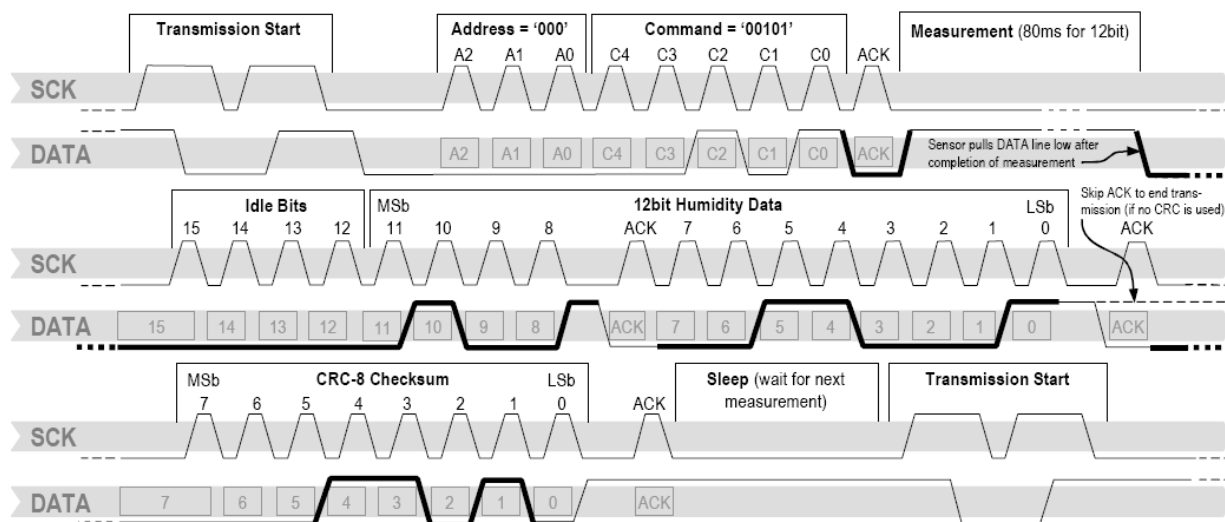 Transmission Start Address = ‘000’ Command = ‘00101’ Measurement (80ms for 12bit)
A2 A1 A0 C4 C3 C2 C1 C0 ACK
SCK
DATA A2 A1 A0 C4 C3 C2 C1 C0 ACK
Sensor pulls DATA line low after
completion of measurement
Skip ACK to end trans-
mission (if no CRC is used)
Idle Bits MSb 12bit Humidity Data LSb
15 14 13 12 11 10 9 8 ACK 7 6 5 4 3 2 1 0 ACK
SCK
DATA 15 14 13 12 11 10 9 8 ACK 7 6 5 4 3 2 1 0 ACK
MSb CRC-8 Checksum LSb Sleep (wait for next
measurement) Transmission Start
7 6 5 4 3 2 1 0 ACK
SCK
DATA 7 6 5 4 3 2 1 0 ACK